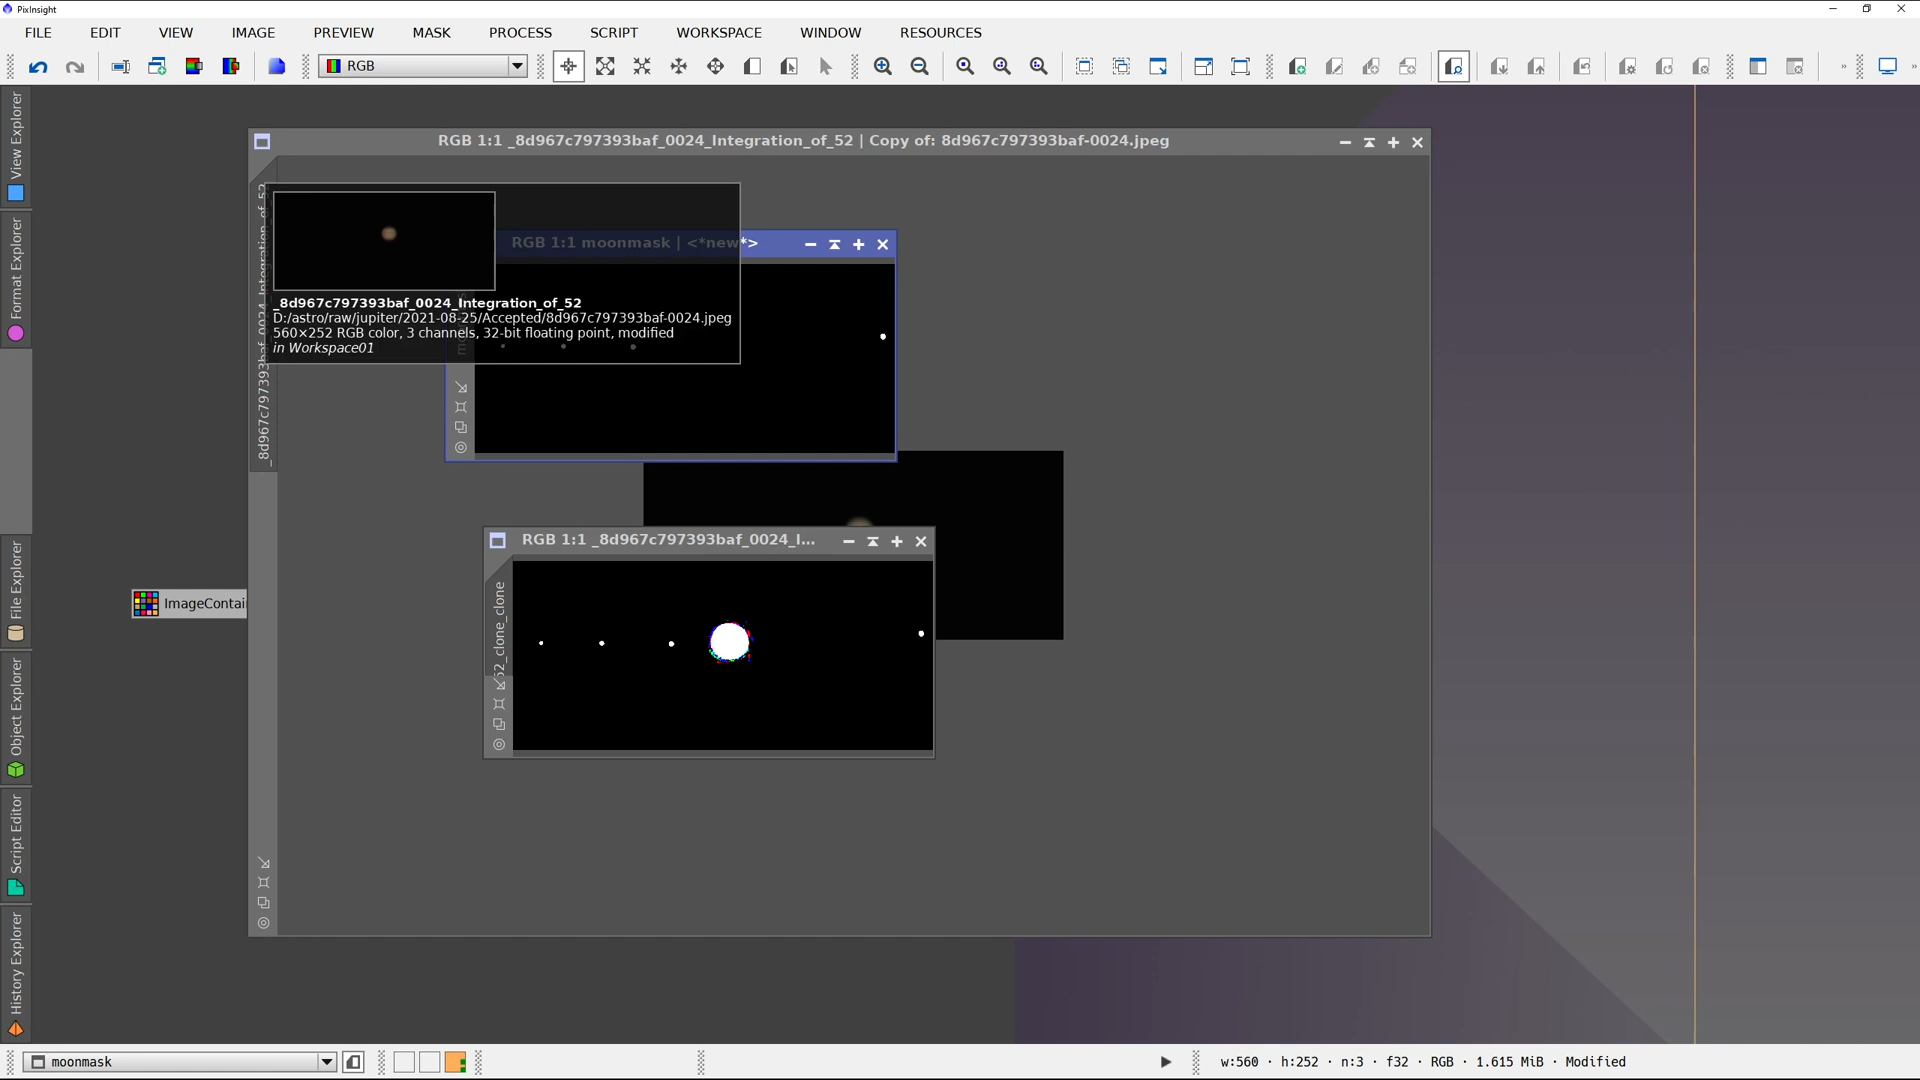 PixInsight
FILE EDIT VIEW IMAGE PREVIEW MASK PROCESS SCRIPT WORKSPACE WINDOW RESOURCES
RGB
View Explorer
Format Explorer
File Explorer
Object Explorer
Script Editor
History Explorer
RGB 1:1 _8d967c797393baf_0024_Integration_of_52 | Copy of: 8d967c797393baf-0024.jpeg
_8d967c797393baf_0024_Integration_of_52
RGB 1:1 moonmask | <*new*>
_8d967c797393baf_0024_Integration_of_52
D:/astro/raw/jupiter/2021-08-25/Accepted/8d967c797393baf-0024.jpeg
560×252 RGB color, 3 channels, 32-bit floating point, modified
in Workspace01
RGB 1:1 _8d967c797393baf_0024_I...
52_clone_clone
ImageContai
moonmask
w:560 · h:252 · n:3 · f32 · RGB · 1.615 MiB · Modified